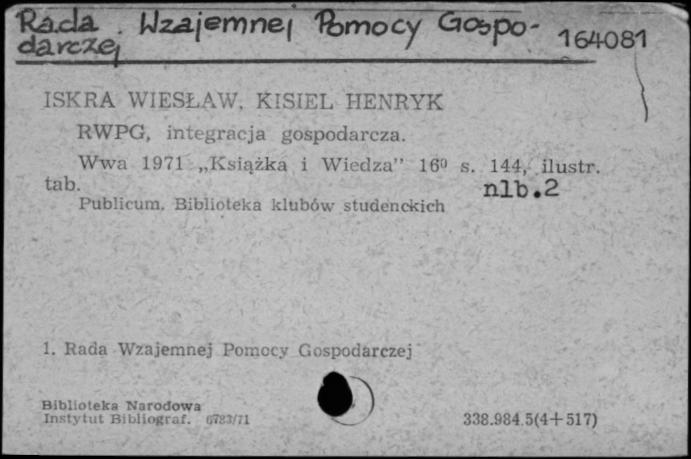 Rada Wzajemnej Pomocy Gospo-
darczej
164081
ISKRA WIESŁAW, KISIEL HENRYK
RWPG, integracja gospodarcza.
Wwa 1971 „Książka i Wiedza” 16⁰ s. 144, ilustr.
tab.
nlb.2
Publicum. Biblioteka klubów studenckich
1. Rada Wzajemnej Pomocy Gospodarczej
Biblioteka Narodowa
Instytut Bibliograf. 6783/71
338.984.5(4+517)